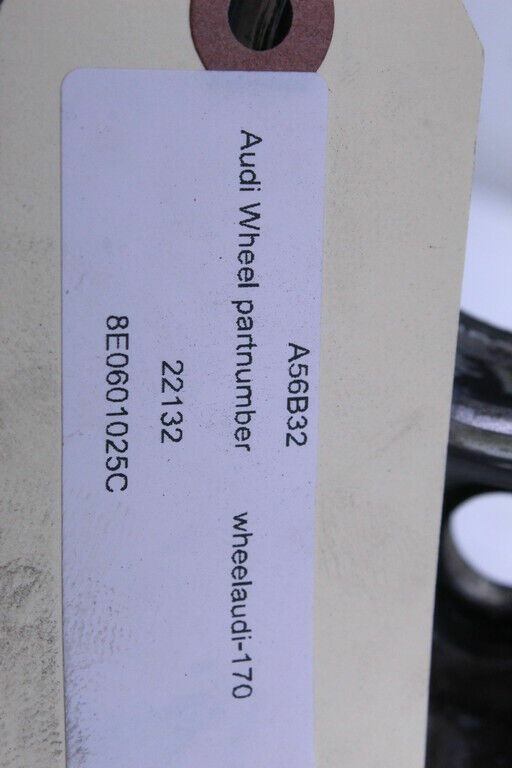 A56B32
Audi Wheel partnumber wheelaudi-170
22132
8E0601025C